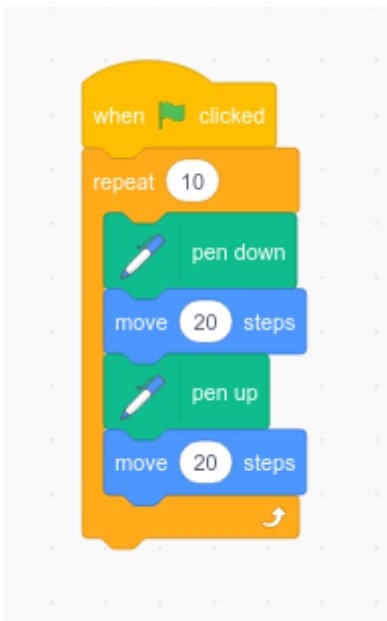 when clicked
repeat 10
pen down
move 20 steps
pen up
move 20 steps